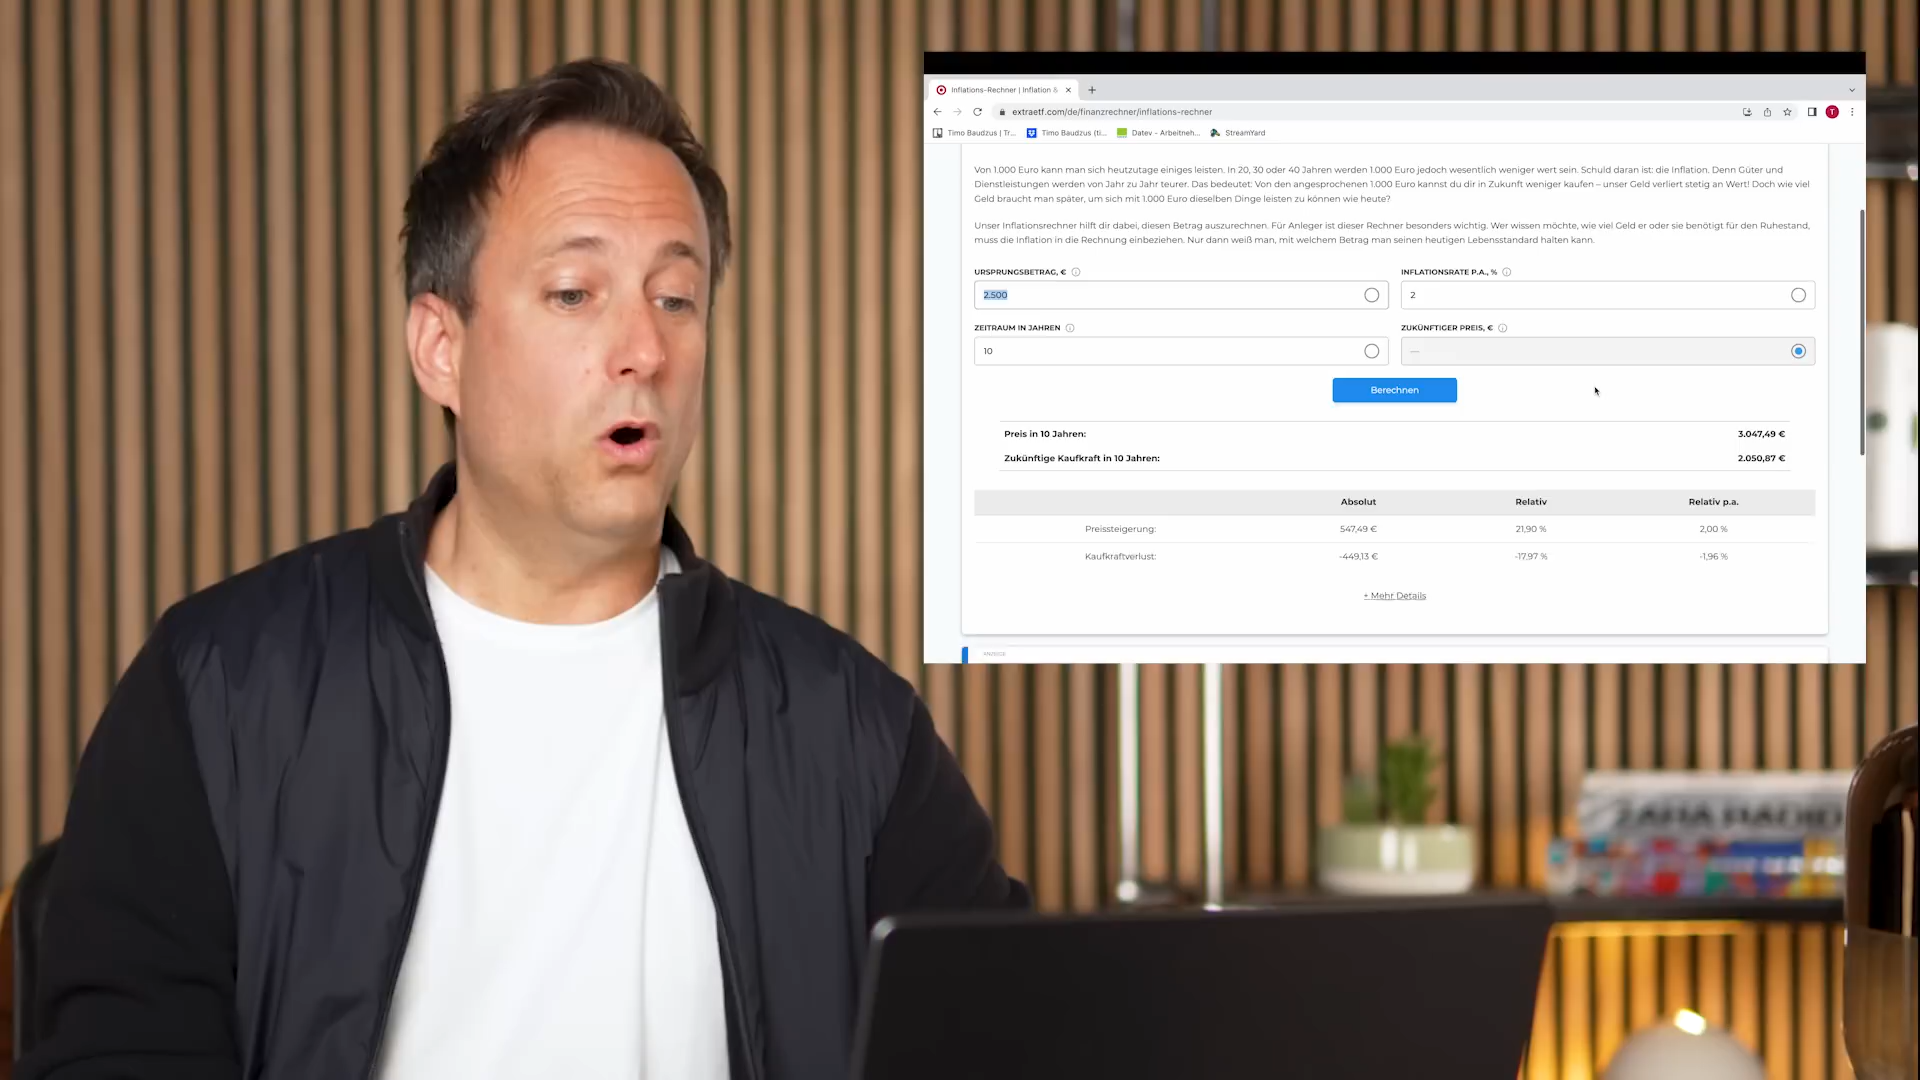 Inflations-Rechner | Inflation &
extraetf.com/de/finanzrechner/inflations-rechner
T
Timo Baudzus | Tr...
Timo Baudzus (ti...
Datev - Arbeitneh...
StreamYard
Von 1.000 Euro kann man sich heutzutage einiges leisten. In 20, 30 oder 40 Jahren werden 1.000 Euro jedoch wesentlich weniger wert sein. Schuld daran ist: die Inflation. Denn Güter und
Dienstleistungen werden von Jahr zu Jahr teurer. Das bedeutet: Von den angesprochenen 1.000 Euro kannst du dir in Zukunft weniger kaufen – unser Geld verliert stetig an Wert! Doch wie viel
Geld braucht man später, um sich mit 1.000 Euro dieselben Dinge leisten zu können wie heute?
Unser Inflationsrechner hilft dir dabei, diesen Betrag auszurechnen. Für Anleger ist dieser Rechner besonders wichtig. Wer wissen möchte, wie viel Geld er oder sie benötigt für den Ruhestand,
muss die Inflation in die Rechnung einbeziehen. Nur dann weiß man, mit welchem Betrag man seinen heutigen Lebensstandard halten kann.
URSPRUNGSBETRAG, €
INFLATIONSRATE P.A., %
2.500
2
ZEITRAUM IN JAHREN
ZUKÜNFTIGER PREIS, €
10
—
Berechnen
Preis in 10 Jahren: 3.047,49 €
Zukünftige Kaufkraft in 10 Jahren: 2.050,87 €
Absolut Relativ Relativ p.a.
Preissteigerung: 547,49 € 21,90 % 2,00 %
Kaufkraftverlust: -449,13 € -17,97 % -1,96 %
+ Mehr Details
ANZEIGE
ZAHA HADID